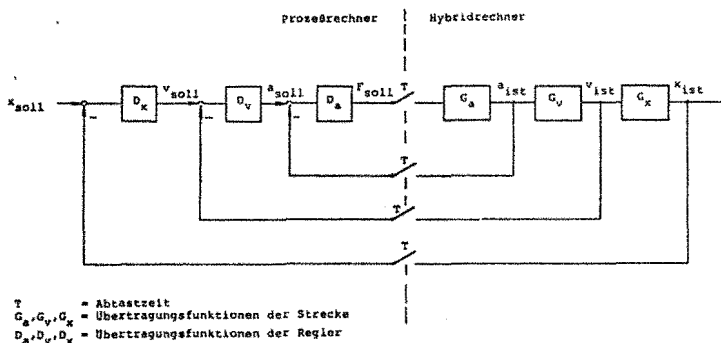 Prozeßrechner Hybridrechner
x_soll D_x v_soll D_v a_soll D_a F_soll T G_a a_ist G_v v_ist G_x x_ist
T
T
T
T = Abtastzeit
G_a,G_v,G_x = Übertragungsfunktionen der Strecke
D_a,D_v,D_x = Übertragungsfunktionen der Regler